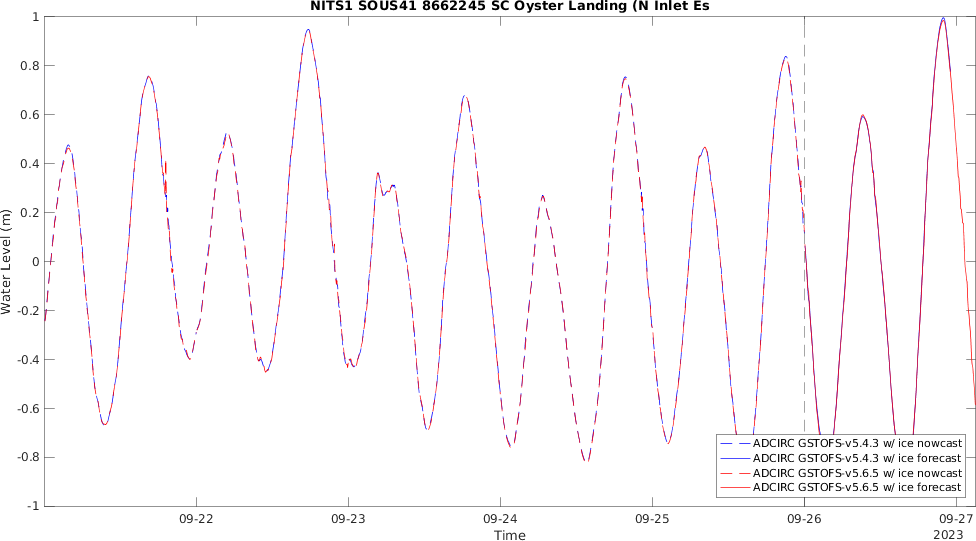 NITS1 SOUS41 8662245 SC Oyster Landing (N Inlet Es
1
0.8
0.6
0.4
0.2
0
-0.2
-0.4
-0.6
-0.8
-1
Water Level (m)
ADCIRC GSTOFS-v5.4.3 w/ ice nowcast
ADCIRC GSTOFS-v5.4.3 w/ ice forecast
ADCIRC GSTOFS-v5.6.5 w/ ice nowcast
ADCIRC GSTOFS-v5.6.5 w/ ice forecast
09-22 09-23 09-24 09-25 09-26 09-27
Time
2023